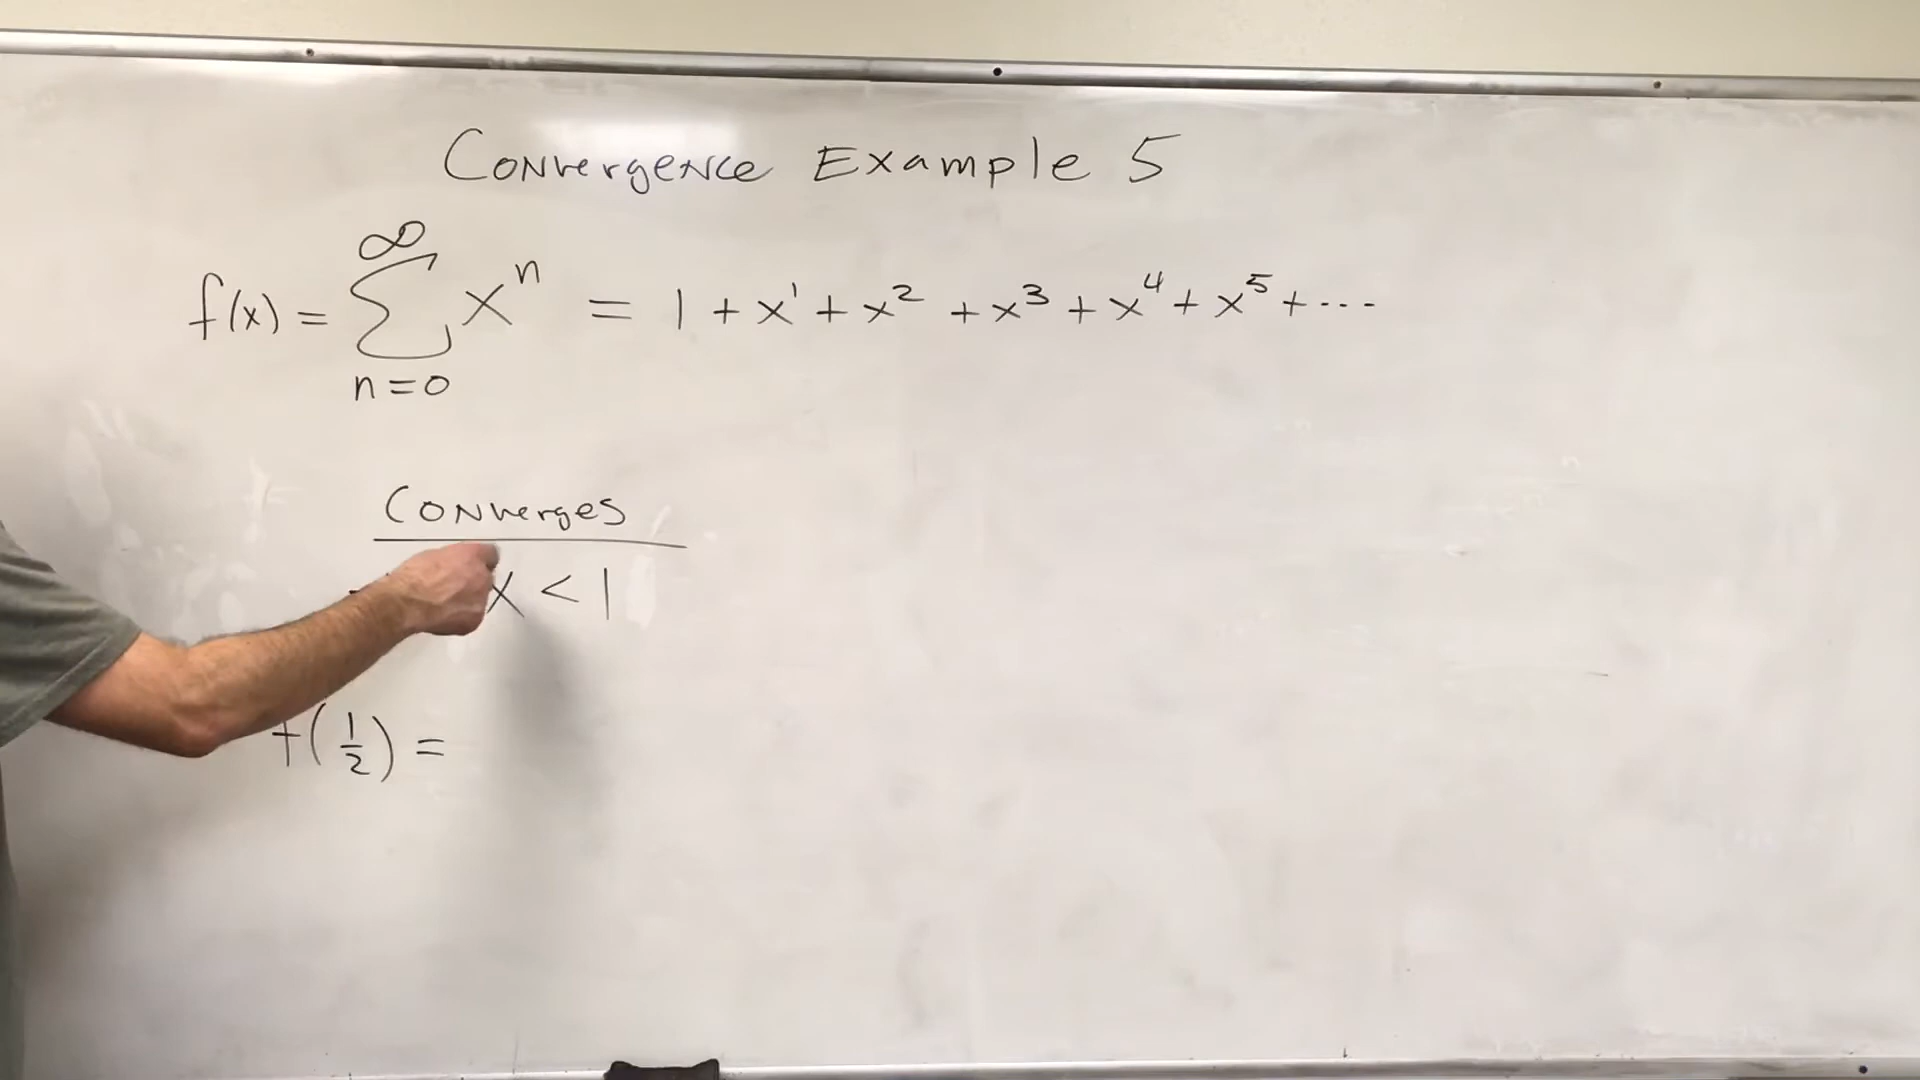 Convergence Example 5
f(x) = ∑_{n=0}^{∞} x^n = 1 + x^1 + x^2 + x^3 + x^4 + x^5 + ---
Converges
x < 1
f(1/2) =